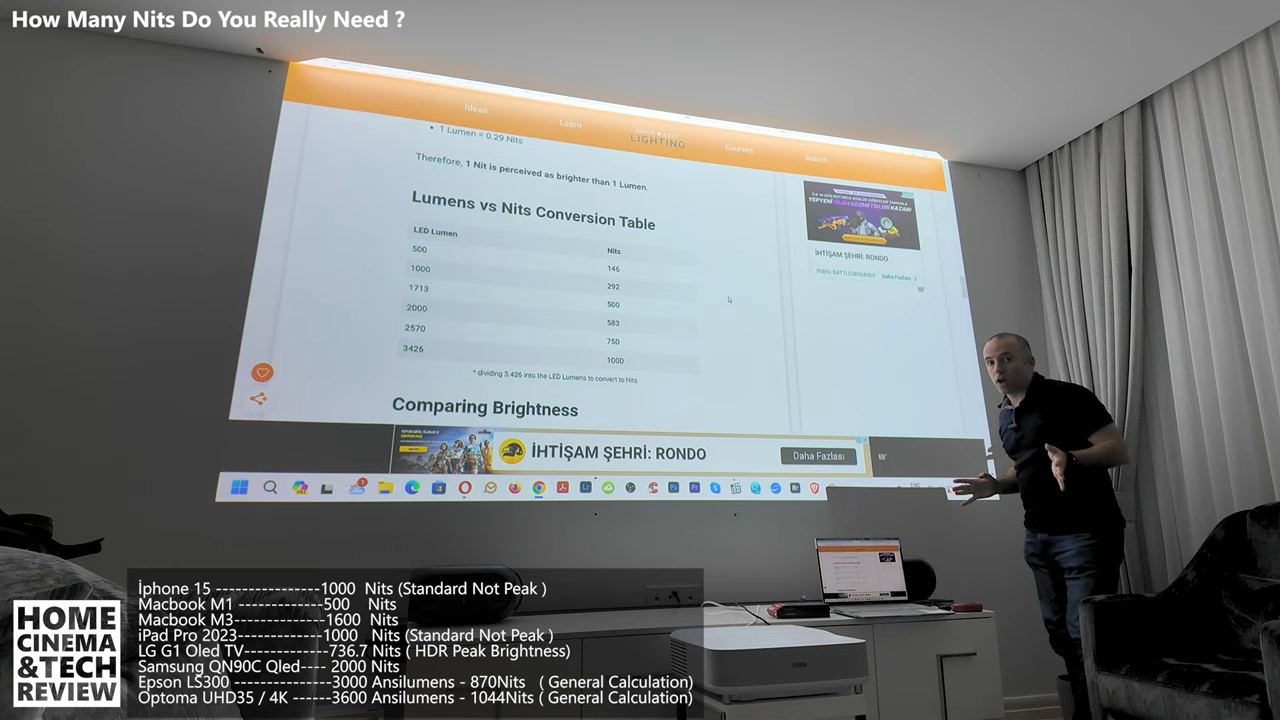 How Many Nits Do You Really Need ?
Ideas
Learn
LIGHTING
Courses
Search
• 1 Lumen = 0.29 Nits
Therefore, 1 Nit is perceived as brighter than 1 Lumen.
Lumens vs Nits Conversion Table
LED Lumen Nits
500 146
1000 292
1713 500
2000 583
2570 750
3426 1000
* dividing 3.426 into the LED Lumens to convert to Nits
Comparing Brightness
YEPYENİ
KAZAN!
İHTİŞAM ŞEHRİ: RONDO
PUBG: BATTLEGROUNDS Daha Fazlası >
İHTİŞAM ŞEHRİ: RONDO
Daha Fazlası
HOME
CINEMA
&TECH
REVIEW
İphone 15 ---------------1000 Nits (Standard Not Peak )
Macbook M1 ------------500 Nits
Macbook M3-------------1600 Nits
iPad Pro 2023------------1000 Nits (Standard Not Peak )
LG G1 Oled TV-----------736.7 Nits ( HDR Peak Brightness)
Samsung QN90C Qled---- 2000 Nits
Epson LS300 -------------3000 Ansilumens - 870Nits ( General Calculation)
Optoma UHD35 / 4K ------3600 Ansilumens - 1044Nits ( General Calculation)